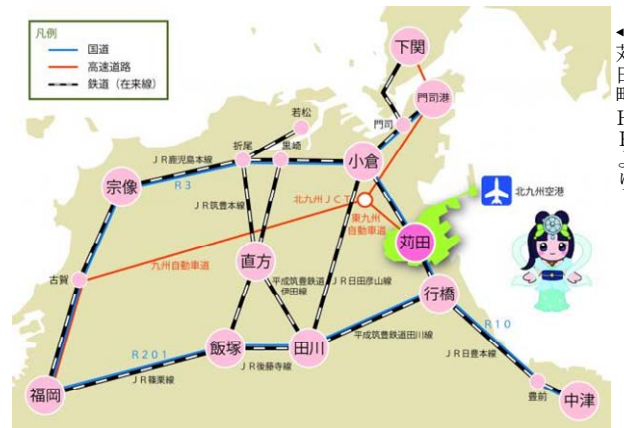 凡例
国道
高速道路
鉄道（在来線）
下関
門司港
門司
若松
折尾
黒崎
小倉
JR鹿児島本線
R3
宗像
JR筑豊本線
北九州JCT
北九州空港
東九州
自動車道
苅田
九州自動車道
古賀
直方
平成筑豊鉄道
伊田線
JR日田彦山線
行橋
R201
飯塚
田川
平成筑豊鉄道田川線
R10
JR後藤寺線
JR日豊本線
福岡
JR篠栗線
豊前
中津
苅田町